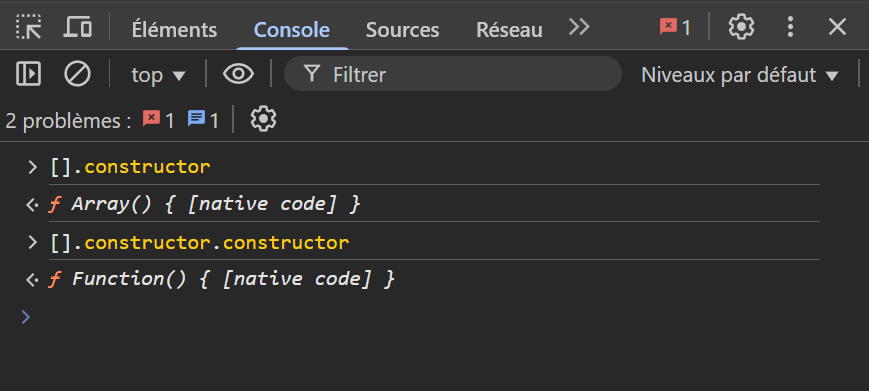 Éléments Console Sources Réseau 1
top Filtrer Niveaux par défaut
2 problèmes : 1 1
> [].constructor
ƒ Array() { [native code] }
> [].constructor.constructor
ƒ Function() { [native code] }
>